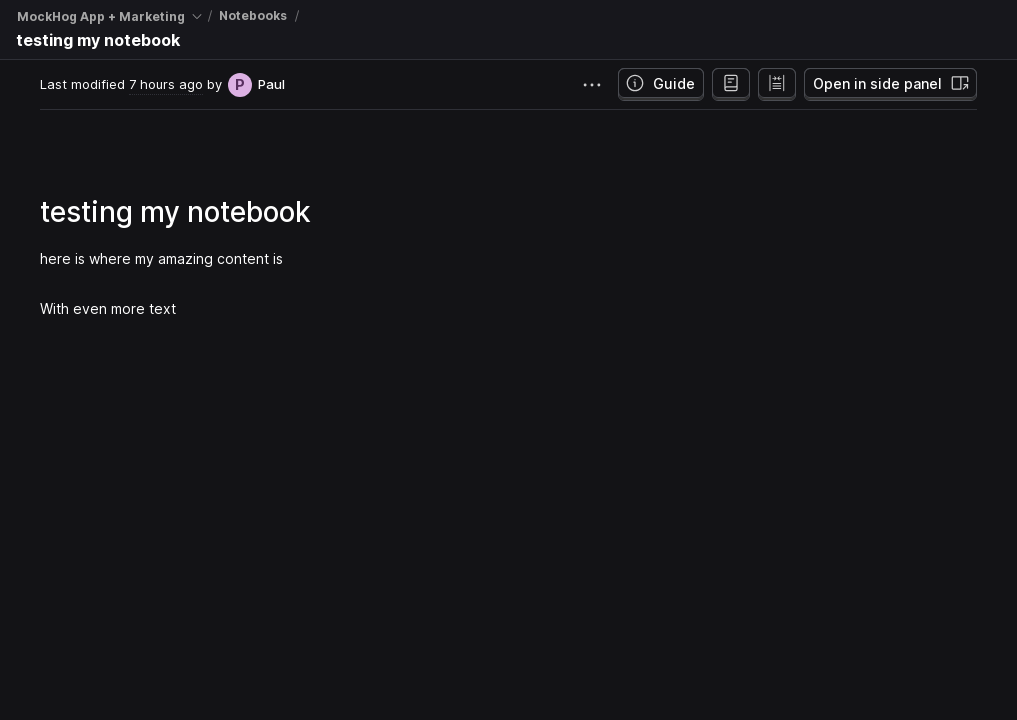 MockHog App + Marketing / Notebooks /
testing my notebook
Last modified 7 hours ago by P Paul
Guide
Open in side panel
testing my notebook
here is where my amazing content is
With even more text